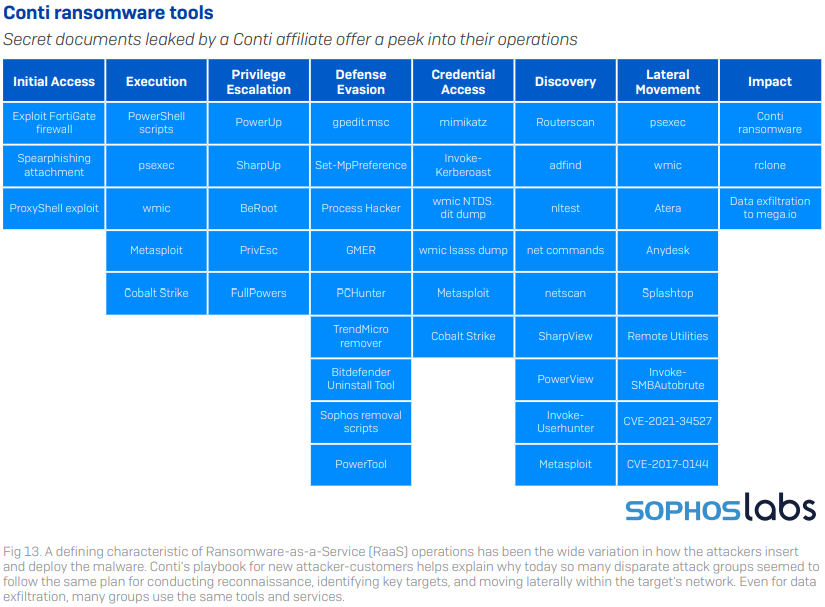 Conti ransomware tools
Secret documents leaked by a Conti affiliate offer a peek into their operations
Initial Access
Execution
Privilege
Escalation
Defense
Evasion
Credential
Access
Discovery
Lateral
Movement
Impact
Exploit FortiGate
firewall
PowerShell
scripts
PowerUp
gpedit.msc
mimikatz
Routerscan
psexec
Conti
ransomware
Spearphishing
attachment
psexec
SharpUp
Set-MpPreference
Invoke-
Kerberoast
adfind
wmic
rclone
ProxyShell exploit
wmic
BeRoot
Process Hacker
wmic NTDS.
dit dump
nltest
Atera
Data exfiltration
to mega.io
Metasploit
PrivEsc
GMER
wmic lsass dump
net commands
Anydesk
Cobalt Strike
FullPowers
PCHunter
Metasploit
netscan
Splashtop
TrendMicro
remover
Cobalt Strike
SharpView
Remote Utilities
Bitdefender
Uninstall Tool
PowerView
Invoke-
SMBAutobrute
Sophos removal
scripts
Invoke-
Userhunter
CVE-2021-34527
PowerTool
Metasploit
CVE-2017-0144
SOPHOSlabs
Fig 13. A defining characteristic of Ransomware-as-a-Service (RaaS) operations has been the wide variation in how the attackers insert
and deploy the malware. Conti's playbook for new attacker-customers helps explain why today so many disparate attack groups seemed to
follow the same plan for conducting reconnaissance, identifying key targets, and moving laterally within the target's network. Even for data
exfiltration, many groups use the same tools and services.